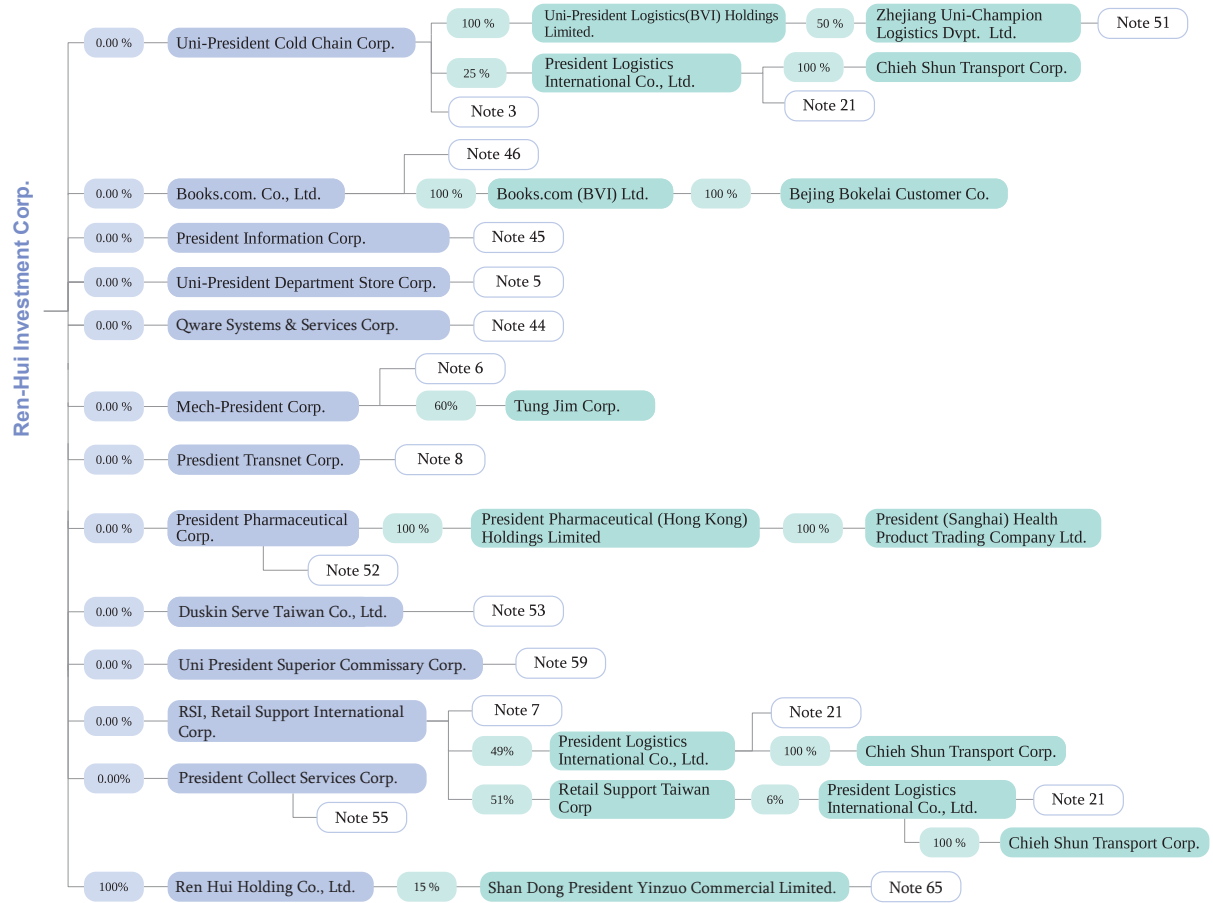 Ren-Hui Investment Corp.
0.00 %
Uni-President Cold Chain Corp.
100 %
Uni-President Logistics(BVI) Holdings
Limited.
50 %
Zhejiang Uni-Champion
Logistics Dvpt. Ltd.
Note 51
25 %
President Logistics
International Co., Ltd.
100 %
Chieh Shun Transport Corp.
Note 21
Note 3
0.00 %
Books.com. Co., Ltd.
Note 46
100 %
Books.com (BVI) Ltd.
100 %
Bejing Bokelai Customer Co.
0.00 %
President Information Corp.
Note 45
0.00 %
Uni-President Department Store Corp.
Note 5
0.00 %
Qware Systems & Services Corp.
Note 44
0.00 %
Mech-President Corp.
Note 6
60%
Tung Jim Corp.
0.00 %
Presdient Transnet Corp.
Note 8
0.00 %
President Pharmaceutical
Corp.
100 %
President Pharmaceutical (Hong Kong)
Holdings Limited
100 %
President (Sanghai) Health
Product Trading Company Ltd.
Note 52
0.00 %
Duskin Serve Taiwan Co., Ltd.
Note 53
0.00 %
Uni President Superior Commissary Corp.
Note 59
0.00 %
RSI, Retail Support International
Corp.
Note 7
49%
President Logistics
International Co., Ltd.
Note 21
100 %
Chieh Shun Transport Corp.
51%
Retail Support Taiwan
Corp
6%
President Logistics
International Co., Ltd.
Note 21
100 %
Chieh Shun Transport Corp.
0.00%
President Collect Services Corp.
Note 55
100%
Ren Hui Holding Co., Ltd.
15 %
Shan Dong President Yinzuo Commercial Limited.
Note 65